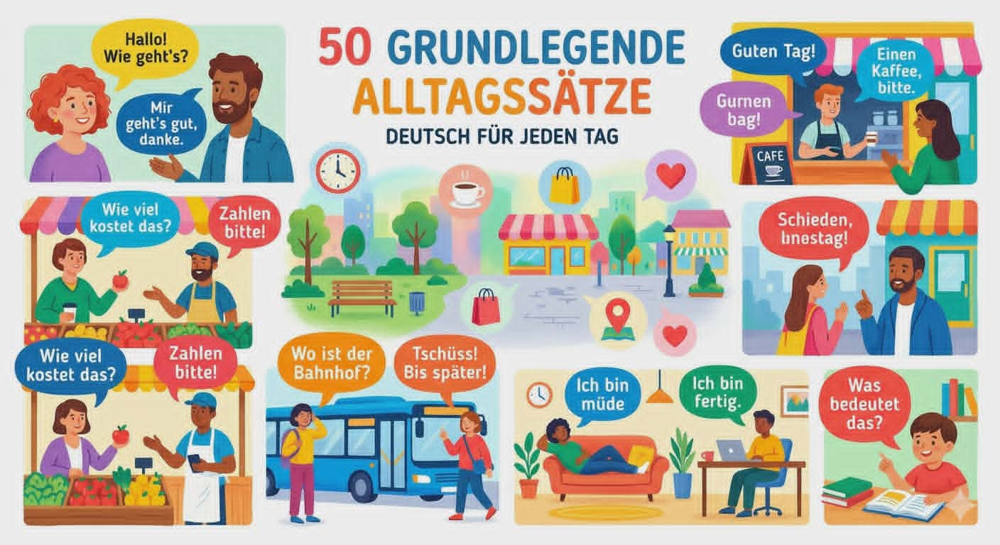 50 GRUNDLEGENDE
ALLTAGSSÄTZE
DEUTSCH FÜR JEDEN TAG
Hallo!
Wie geht's?
Mir
geht's gut,
danke.
Guten Tag!
Einen
Kaffee,
bitte.
Gurnen
bag!
CAFE
Wie viel
kostet das?
Zahlen
bitte!
Schieden,
bnestag!
Wie viel
kostet das?
Zahlen
bitte!
Wo ist der
Bahnhof?
Tschüss!
Bis später!
Ich bin
müde
Ich bin
fertig.
Was
bedeutet
das?